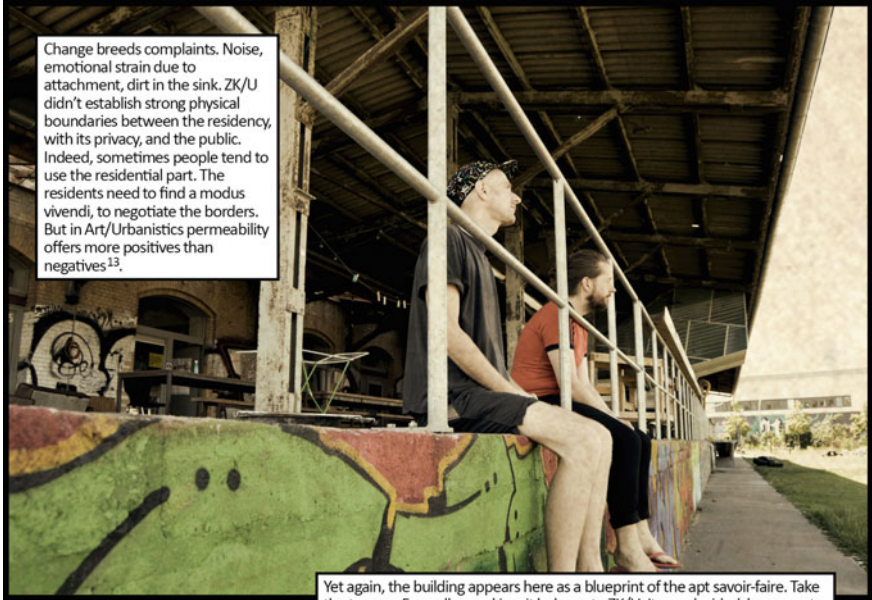 Change breeds complaints. Noise,
emotional strain due to
attachment, dirt in the sink. ZK/U
didn't establish strong physical
boundaries between the residency,
with its privacy, and the public.
Indeed, sometimes people tend to
use the residential part. The
residents need to find a modus
vivendi, to negotiate the borders.
But in Art/Urbanistics permeability
offers more positives than
negatives¹³.
Yet again, the building appears here as a blueprint of the apt savoir-faire. Take